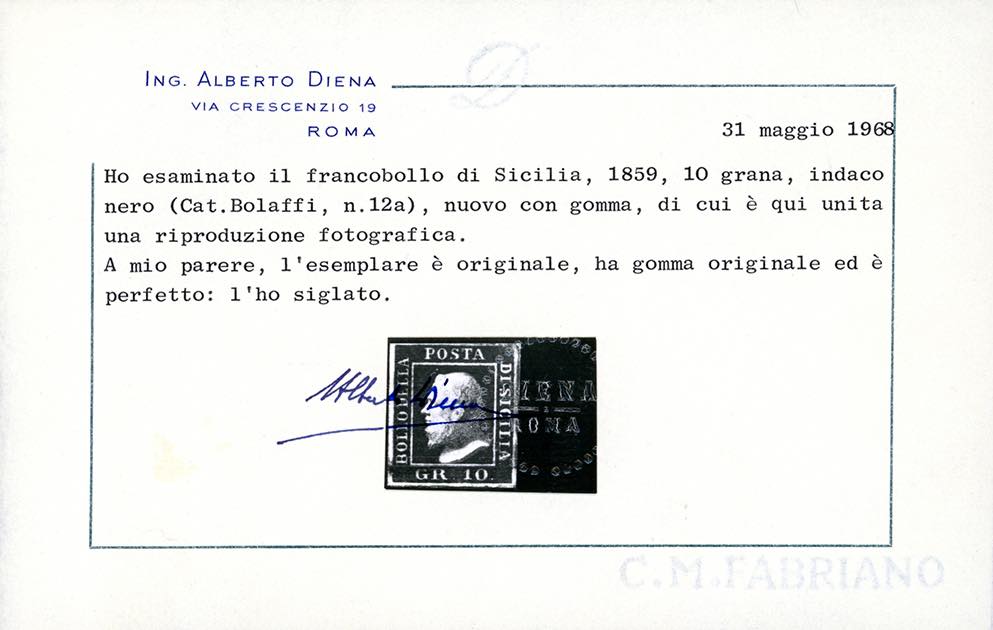 ING. ALBERTO DIENA
VIA CRESCENZIO 19
ROMA
31 maggio 1968
Ho esaminato il francobollo di Sicilia, 1859, 10 grana, indaco
nero (Cat.Bolaffi, n.12a), nuovo con gomma, di cui è qui unita
una riproduzione fotografica.
A mio parere, l'esemplare è originale, ha gomma originale ed è
perfetto: l'ho siglato.
POSTA
BOLLO DELLA
DI SICILIA
GR 10.
Alberto Diena
DIENA
ROMA
C.M.FABRIANO